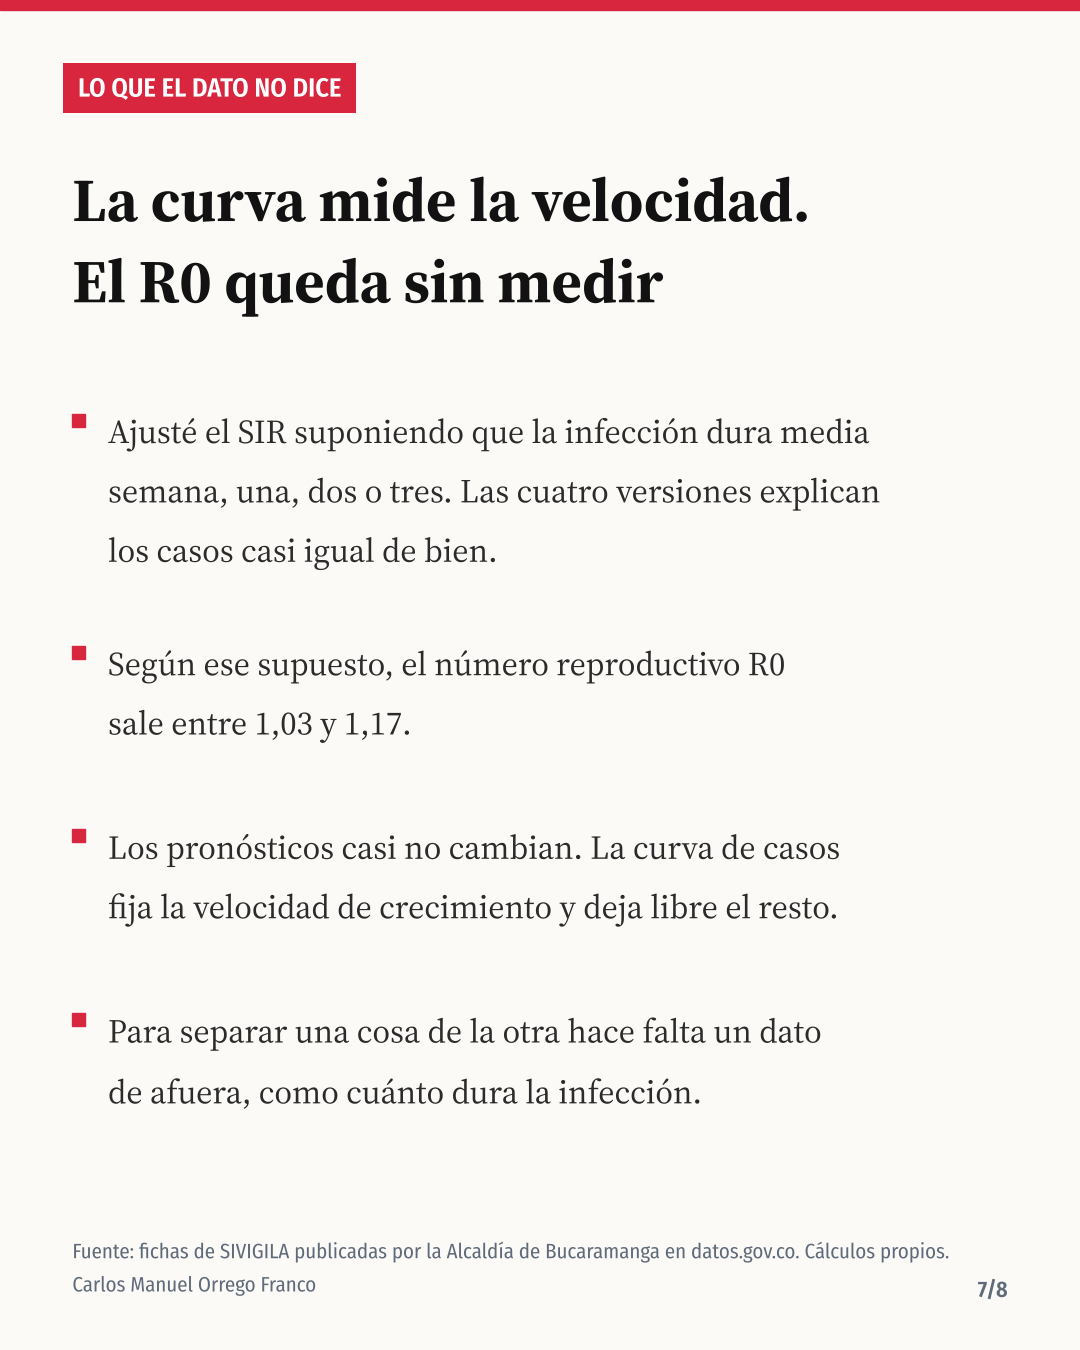 LO QUE EL DATO NO DICE
La curva mide la velocidad.
El R0 queda sin medir
Ajusté el SIR suponiendo que la infección dura media
semana, una, dos o tres. Las cuatro versiones explican
los casos casi igual de bien.
Según ese supuesto, el número reproductivo R0
sale entre 1,03 y 1,17.
Los pronósticos casi no cambian. La curva de casos
fija la velocidad de crecimiento y deja libre el resto.
Para separar una cosa de la otra hace falta un dato
de afuera, como cuánto dura la infección.
Fuente: fichas de SIVIGILA publicadas por la Alcaldía de Bucaramanga en datos.gov.co. Cálculos propios.
Carlos Manuel Orrego Franco
7/8